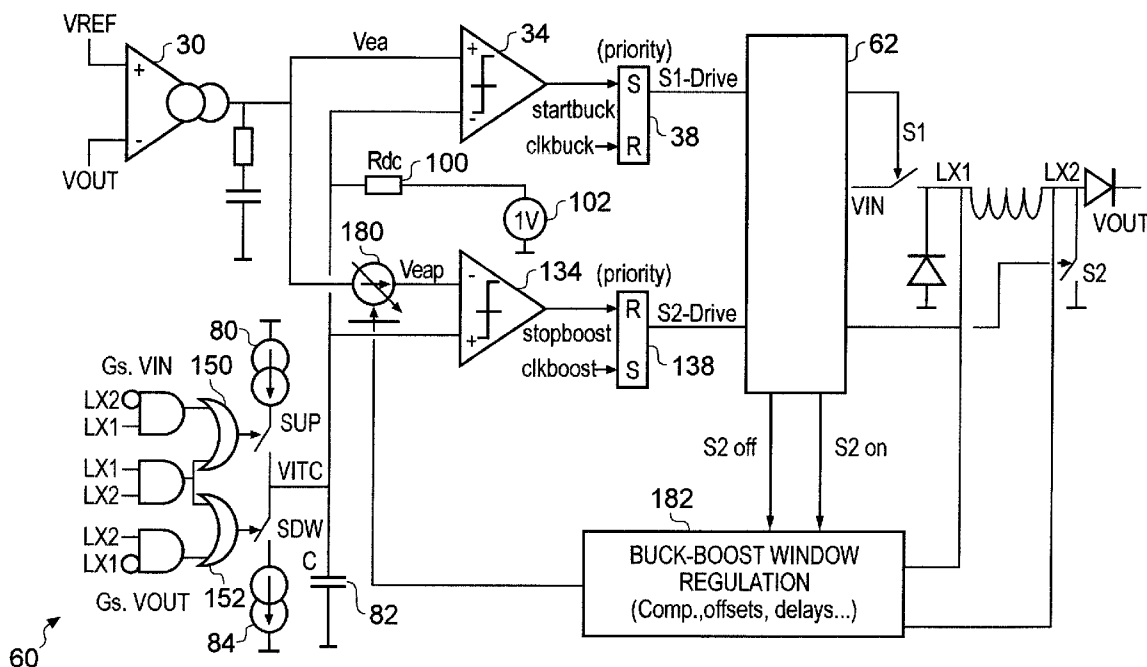 VREF
30
VOUT
Vea
34
(priority)
S
startbuck
clkbuck
R
38
S1-Drive
62
S1
LX1
LX2
VIN
VOUT
S2
Rdc
100
1V
102
180
Veap
134
(priority)
R
stopboost
clkboost
S
138
S2-Drive
80
Gs. VIN
150
LX2
LX1
SUP
LX1
LX2
VITC
LX2
LX1
SDW
152
Gs. VOUT
84
C
82
S2 off
S2 on
182
BUCK-BOOST WINDOW
REGULATION
(Comp.,offsets, delays...)
60
+
-
+
-
-
+